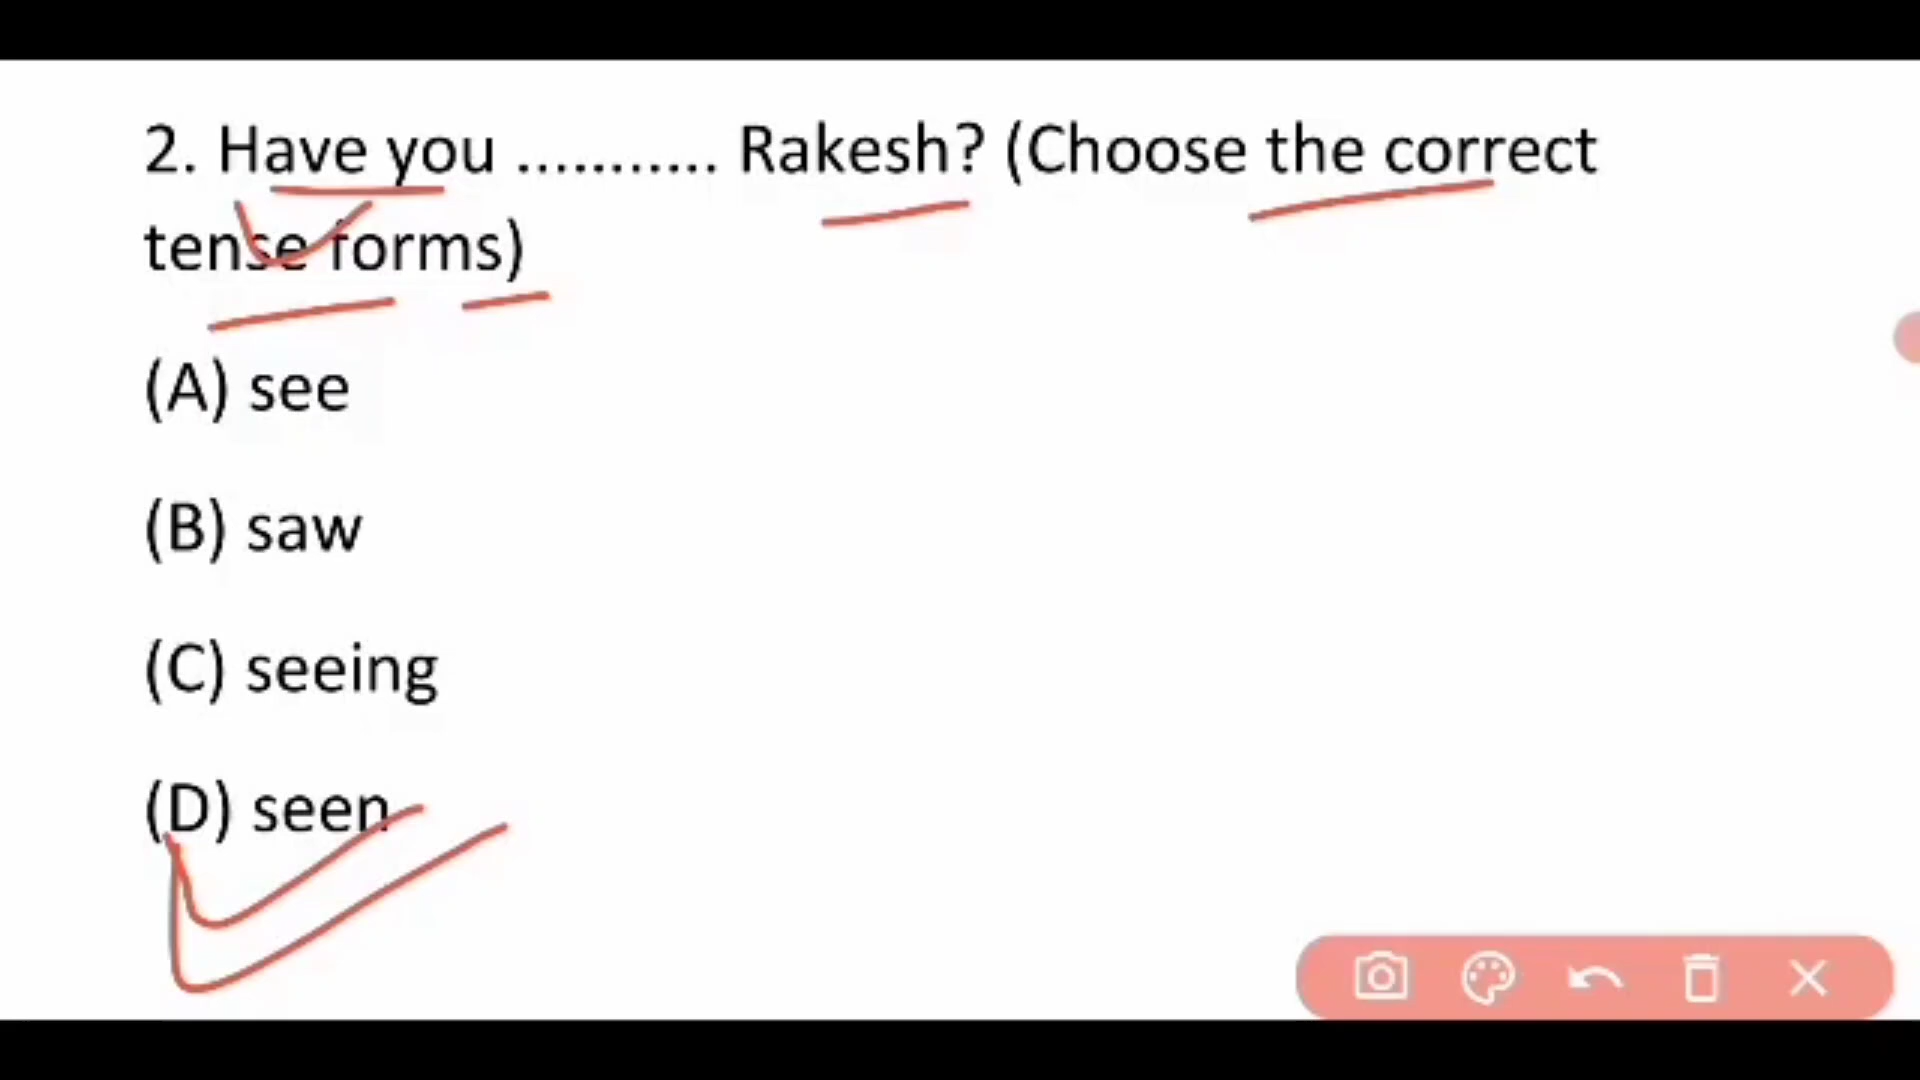 2. Have you ........... Rakesh? (Choose the correct
tense forms)
(A) see
(B) saw
(C) seeing
(D) seen